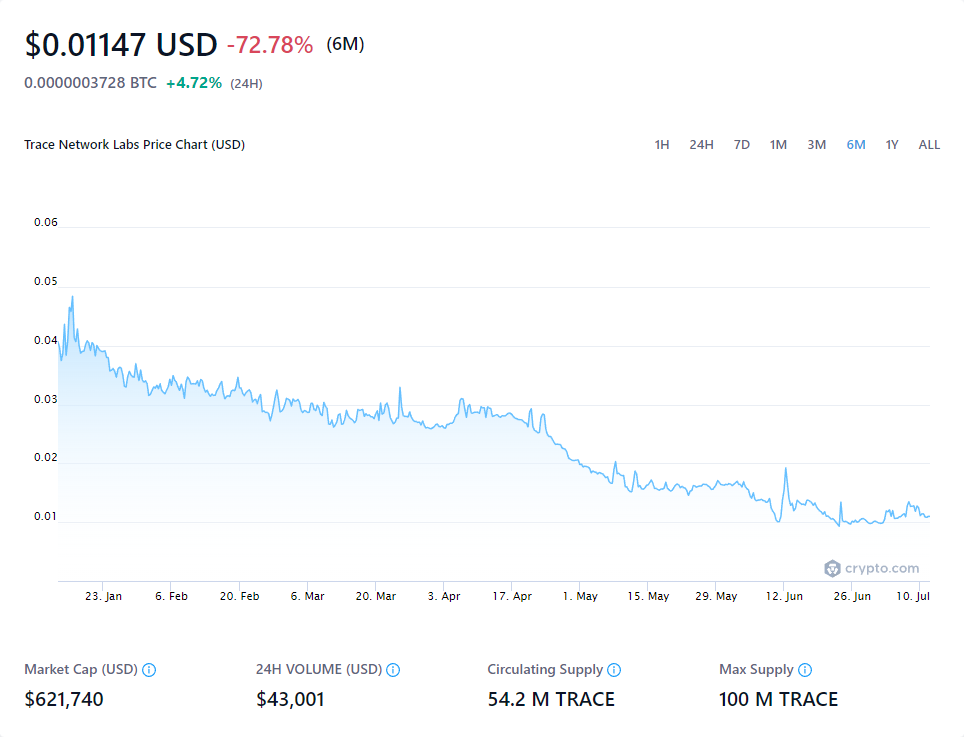 $0.01147 USD -72.78% (6M)
0.0000003728 BTC +4.72% (24H)
Trace Network Labs Price Chart (USD) 1H 24H 7D 1M 3M 6M 1Y ALL
0.06
0.05
0.04
0.03
0.02
0.01
crypto.com
23. Jan 6. Feb 20. Feb 6. Mar 20. Mar 3. Apr 17. Apr 1. May 15. May 29. May 12. Jun 26. Jun 10. Jul
Market Cap (USD) 24H VOLUME (USD) Circulating Supply Max Supply
$621,740 $43,001 54.2 M TRACE 100 M TRACE